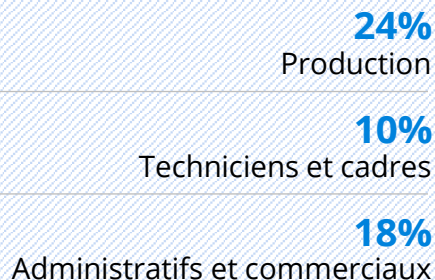 24%
Production
10%
Techniciens et cadres
18%
Administratifs et commerciaux